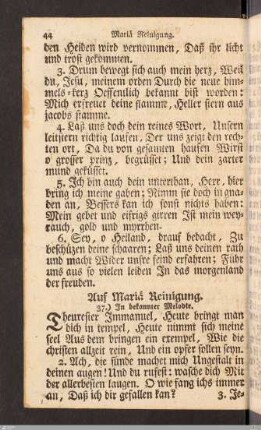 44 Mariä Reinigung.
den Heiden wird vernommen, Daß ihr licht
und trost gekommen.
3. Drum bewegt sich auch mein herz, Weil
du, Jesu, meinem orden Durch die neue him⸗
mels⸗kerz Offentlich bekannt bist worden:
Mich erfreuet deine flamme, Heller stern aus
jacobs stamme.
4. Laß uns doch dein reines Wort, Unsern
leitstern richtig laufen, Der uns zeigt den rech⸗
ten ort, Da du von gesamten haufen Wirst
o grosser prinz, begrüsset; Und dein zarter
mund geküsset.
5. Ich bin auch dein unterthan, Herr, hier
bring ich meine gaben: Nimm sie doch in gna
den an, Bessers kan ich sonst nichts haben:
Mein gebet und eifrigs girren Ist mein wey⸗
rauch, gold und myrrhen.
6. Sey, o Heiland, drauf bedacht, Zu
beschützen deine schaaren; Laß uns deinen rath
und macht Wider unsre feind erfahren; Führ
uns aus so vielen leiden In das morgenland
der freuden.
Auf Mariä Reinigung.
37.) In bekannter Melodie.
Theurester Immanuel, Heute bringt man
dich in tempel, Heute nimmt sich meine
seel Aus dem bringen ein exempel, Wie die
christen allzeit rein, Und ein opfer sollen seyn.
2. Ach, die sünde machet mich Ungestalt in
deinen augen! Und du rufest: wasche dich Mit
der allerbesten laugen. O wie fang ichs immer
an, Daß ich dir gefallen kan? 3. Je⸗